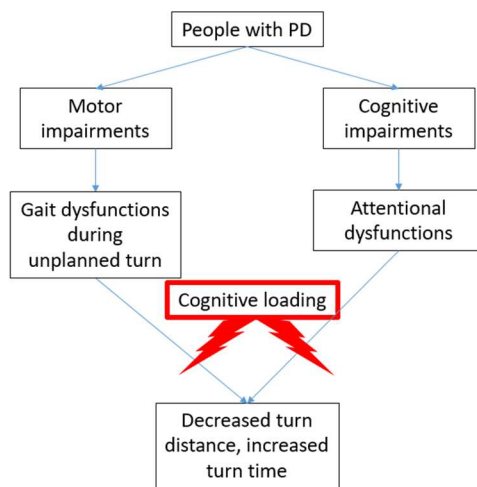 People with PD
Motor
impairments
Cognitive
impairments
Gait dysfunctions
during
unplanned turn
Attentional
dysfunctions
Cognitive loading
Decreased turn
distance, increased
turn time